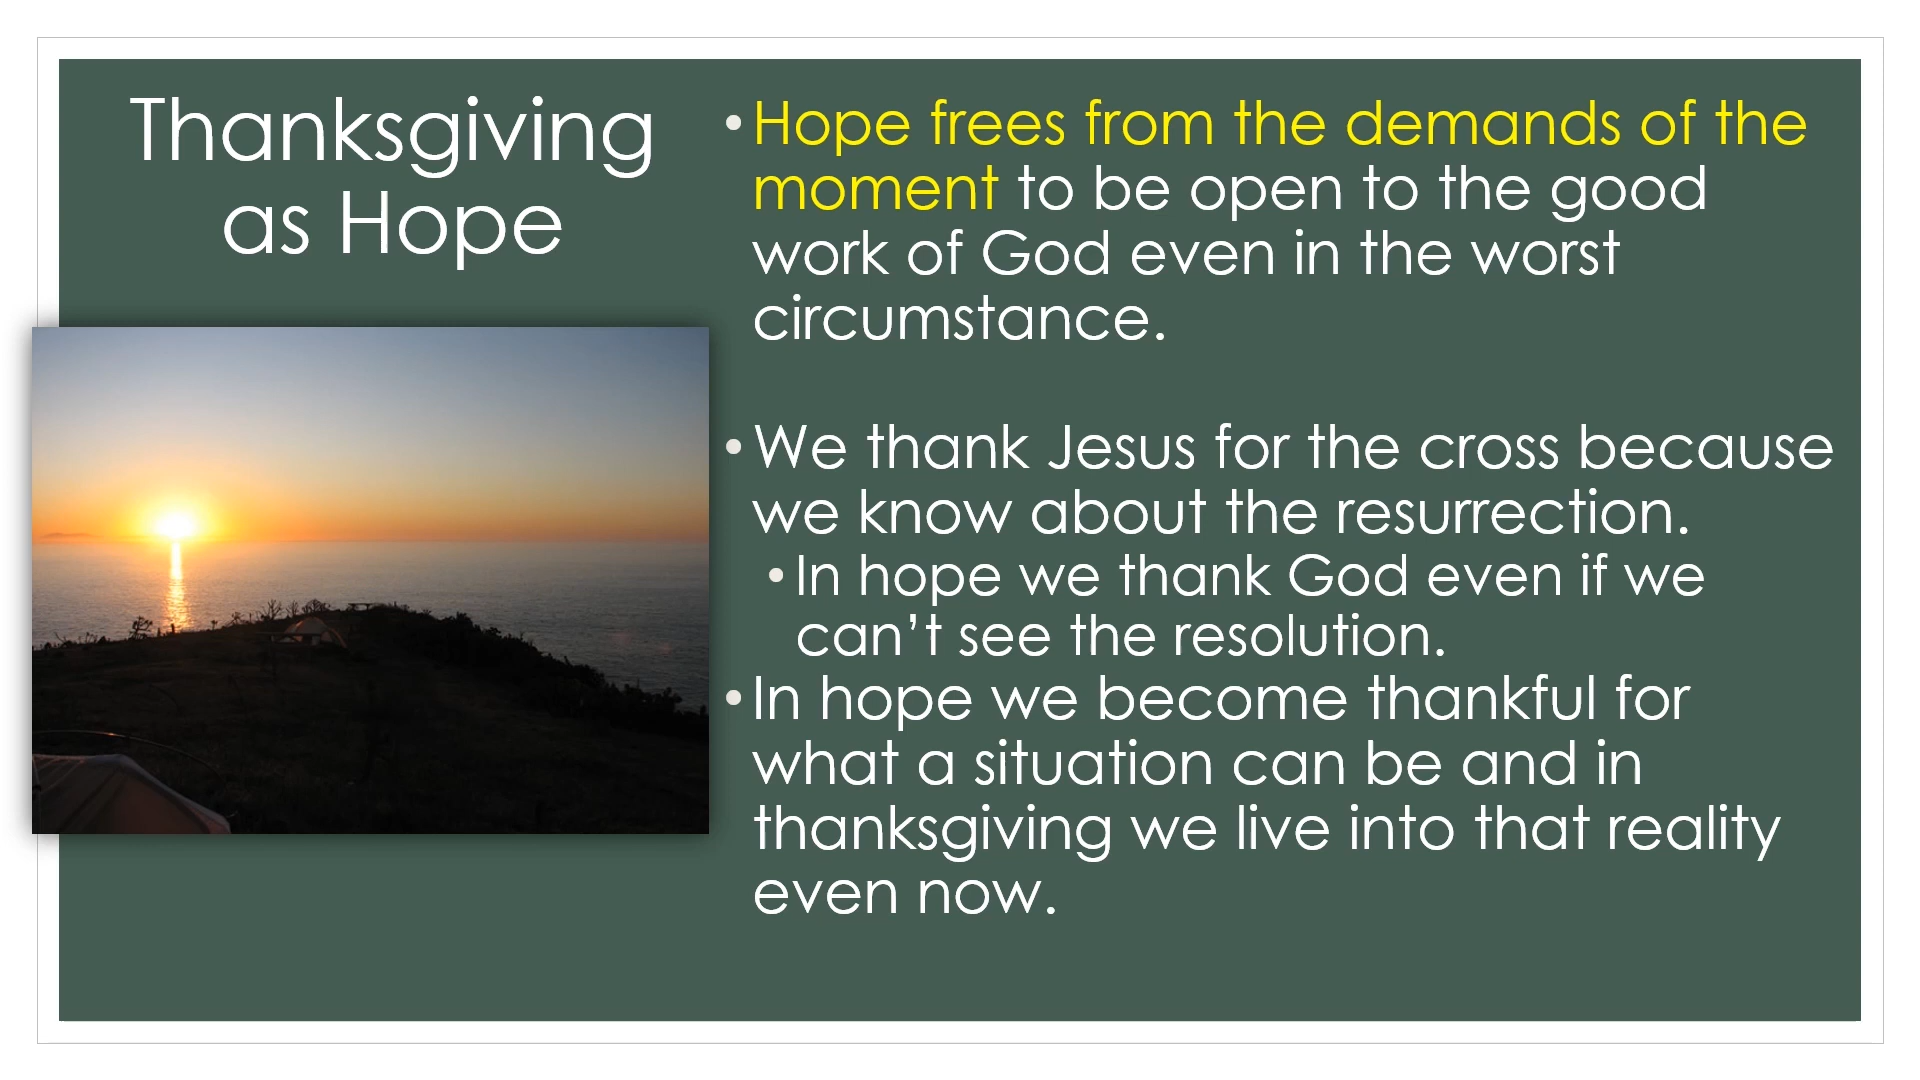 Thanksgiving
as Hope
• Hope frees from the demands of the
moment to be open to the good
work of God even in the worst
circumstance.
• We thank Jesus for the cross because
we know about the resurrection.
• In hope we thank God even if we
can’t see the resolution.
• In hope we become thankful for
what a situation can be and in
thanksgiving we live into that reality
even now.